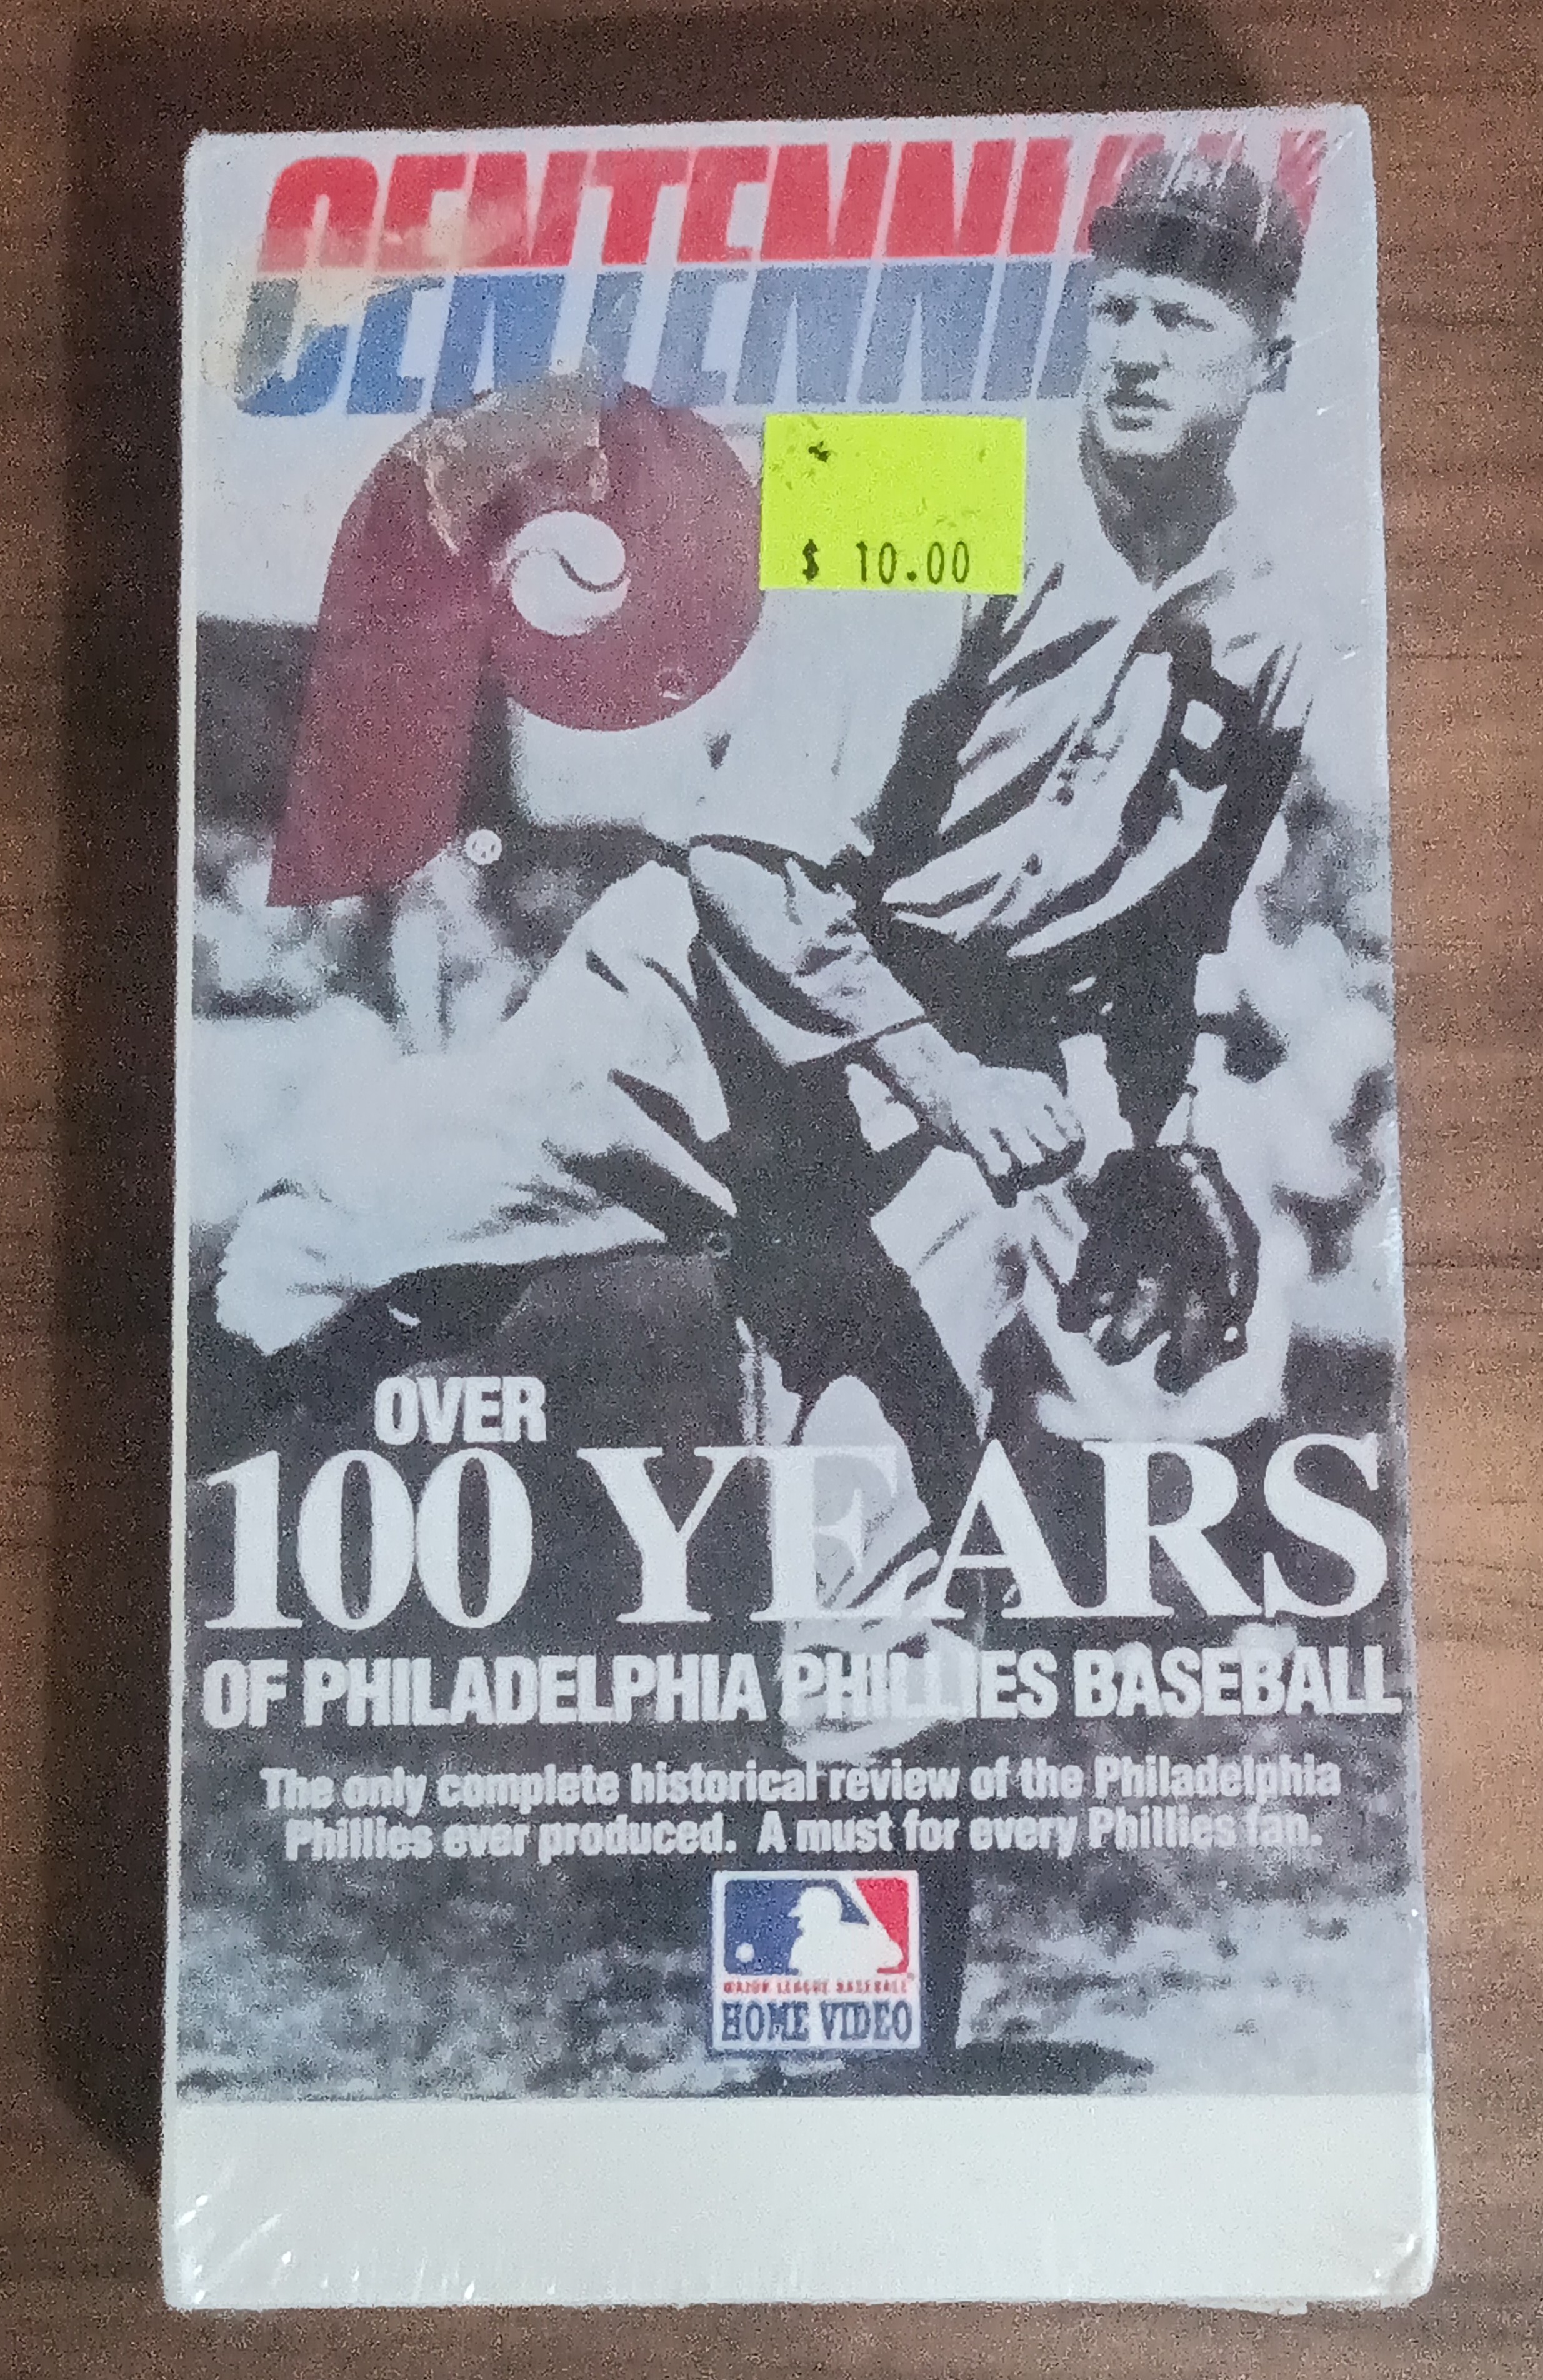 CENTENNIAL
CENTENNIAL
$ 10.00
P
®
OVER
100 YEARS
OF PHILADELPHIA PHILLIES BASEBALL
The only complete historical review of the Philadelphia
Phillies ever produced. A must for every Phillies fan.
MAJOR LEAGUE BASEBALL
HOME VIDEO